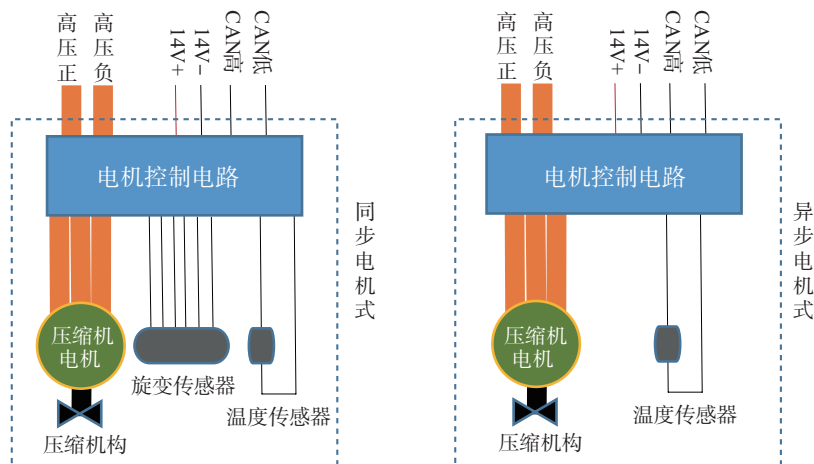 高压正
高压负
14V+
14V-
CAN高
CAN低
电机控制电路
压缩机
电机
旋变传感器
温度传感器
压缩机构
同步电机式
高压正
高压负
14V+
14V-
CAN高
CAN低
电机控制电路
压缩机
电机
温度传感器
压缩机构
异步电机式